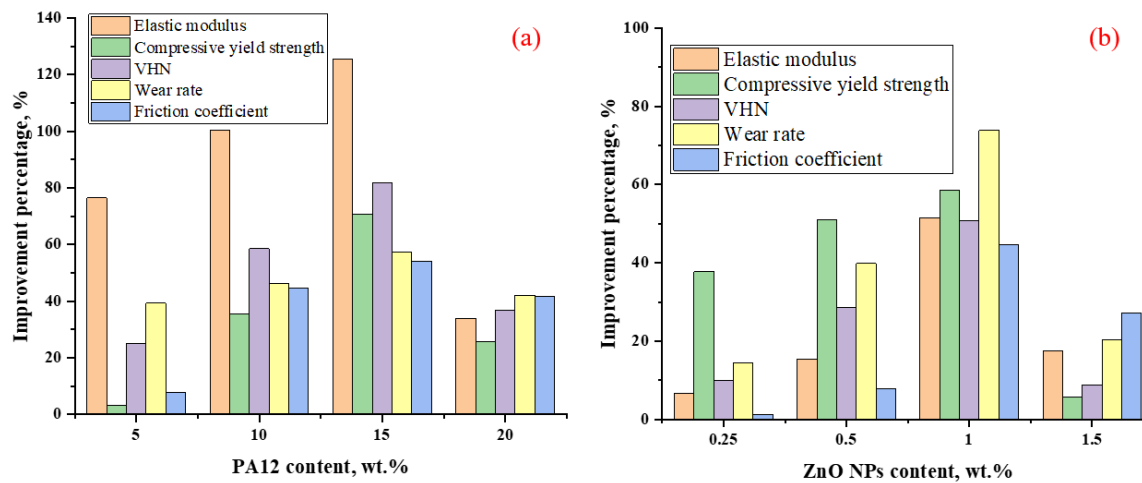 (a)
Elastic modulus
Compressive yield strength
VHN
Wear rate
Friction coefficient
Improvement percentage, %
140
120
100
80
60
40
20
0
5 10 15 20
PA12 content, wt.%
(b)
Elastic modulus
Compressive yield strength
VHN
Wear rate
Friction coefficient
Improvement percentage, %
100
80
60
40
20
0
0.25 0.5 1 1.5
ZnO NPs content, wt.%